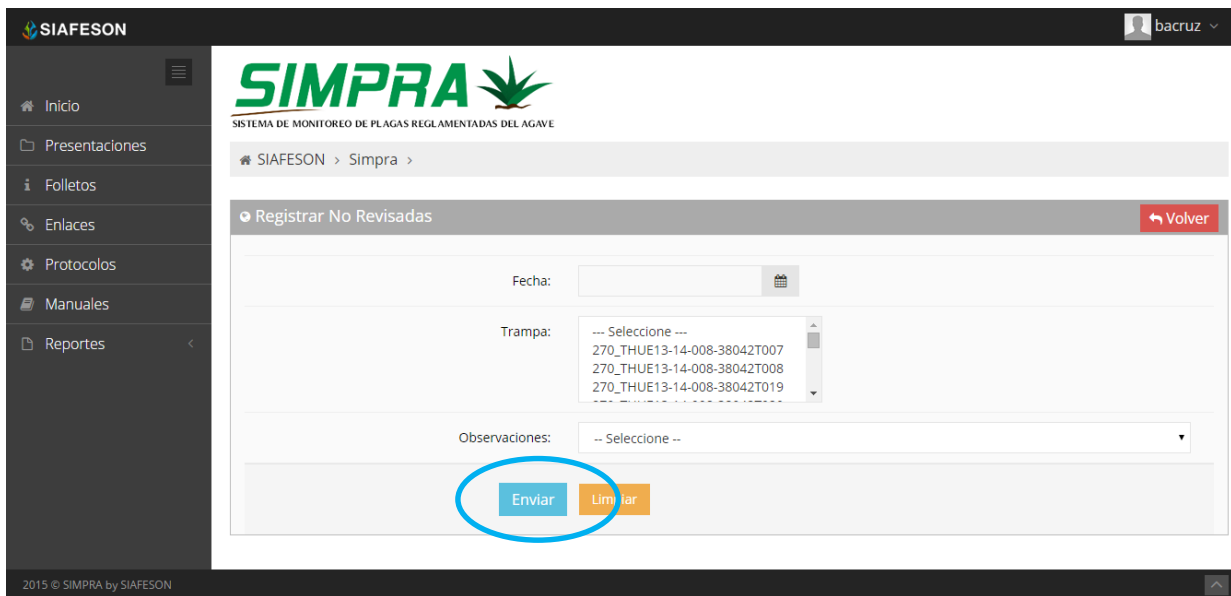 SIAFESON
bacruz
SIMPRA
SISTEMA DE MONITOREO DE PLAGAS REGLAMENTADAS DEL AGAVE
Inicio
Presentaciones
Folletos
Enlaces
Protocolos
Manuales
Reportes
SIAFESON > Simpra >
Registrar No Revisadas
Volver
Fecha:
Trampa:
--- Seleccione ---
270_THUE13-14-008-38042T007
270_THUE13-14-008-38042T008
270_THUE13-14-008-38042T019
Observaciones:
-- Seleccione --
Enviar
Limpiar
2015 © SIMPRA by SIAFESON